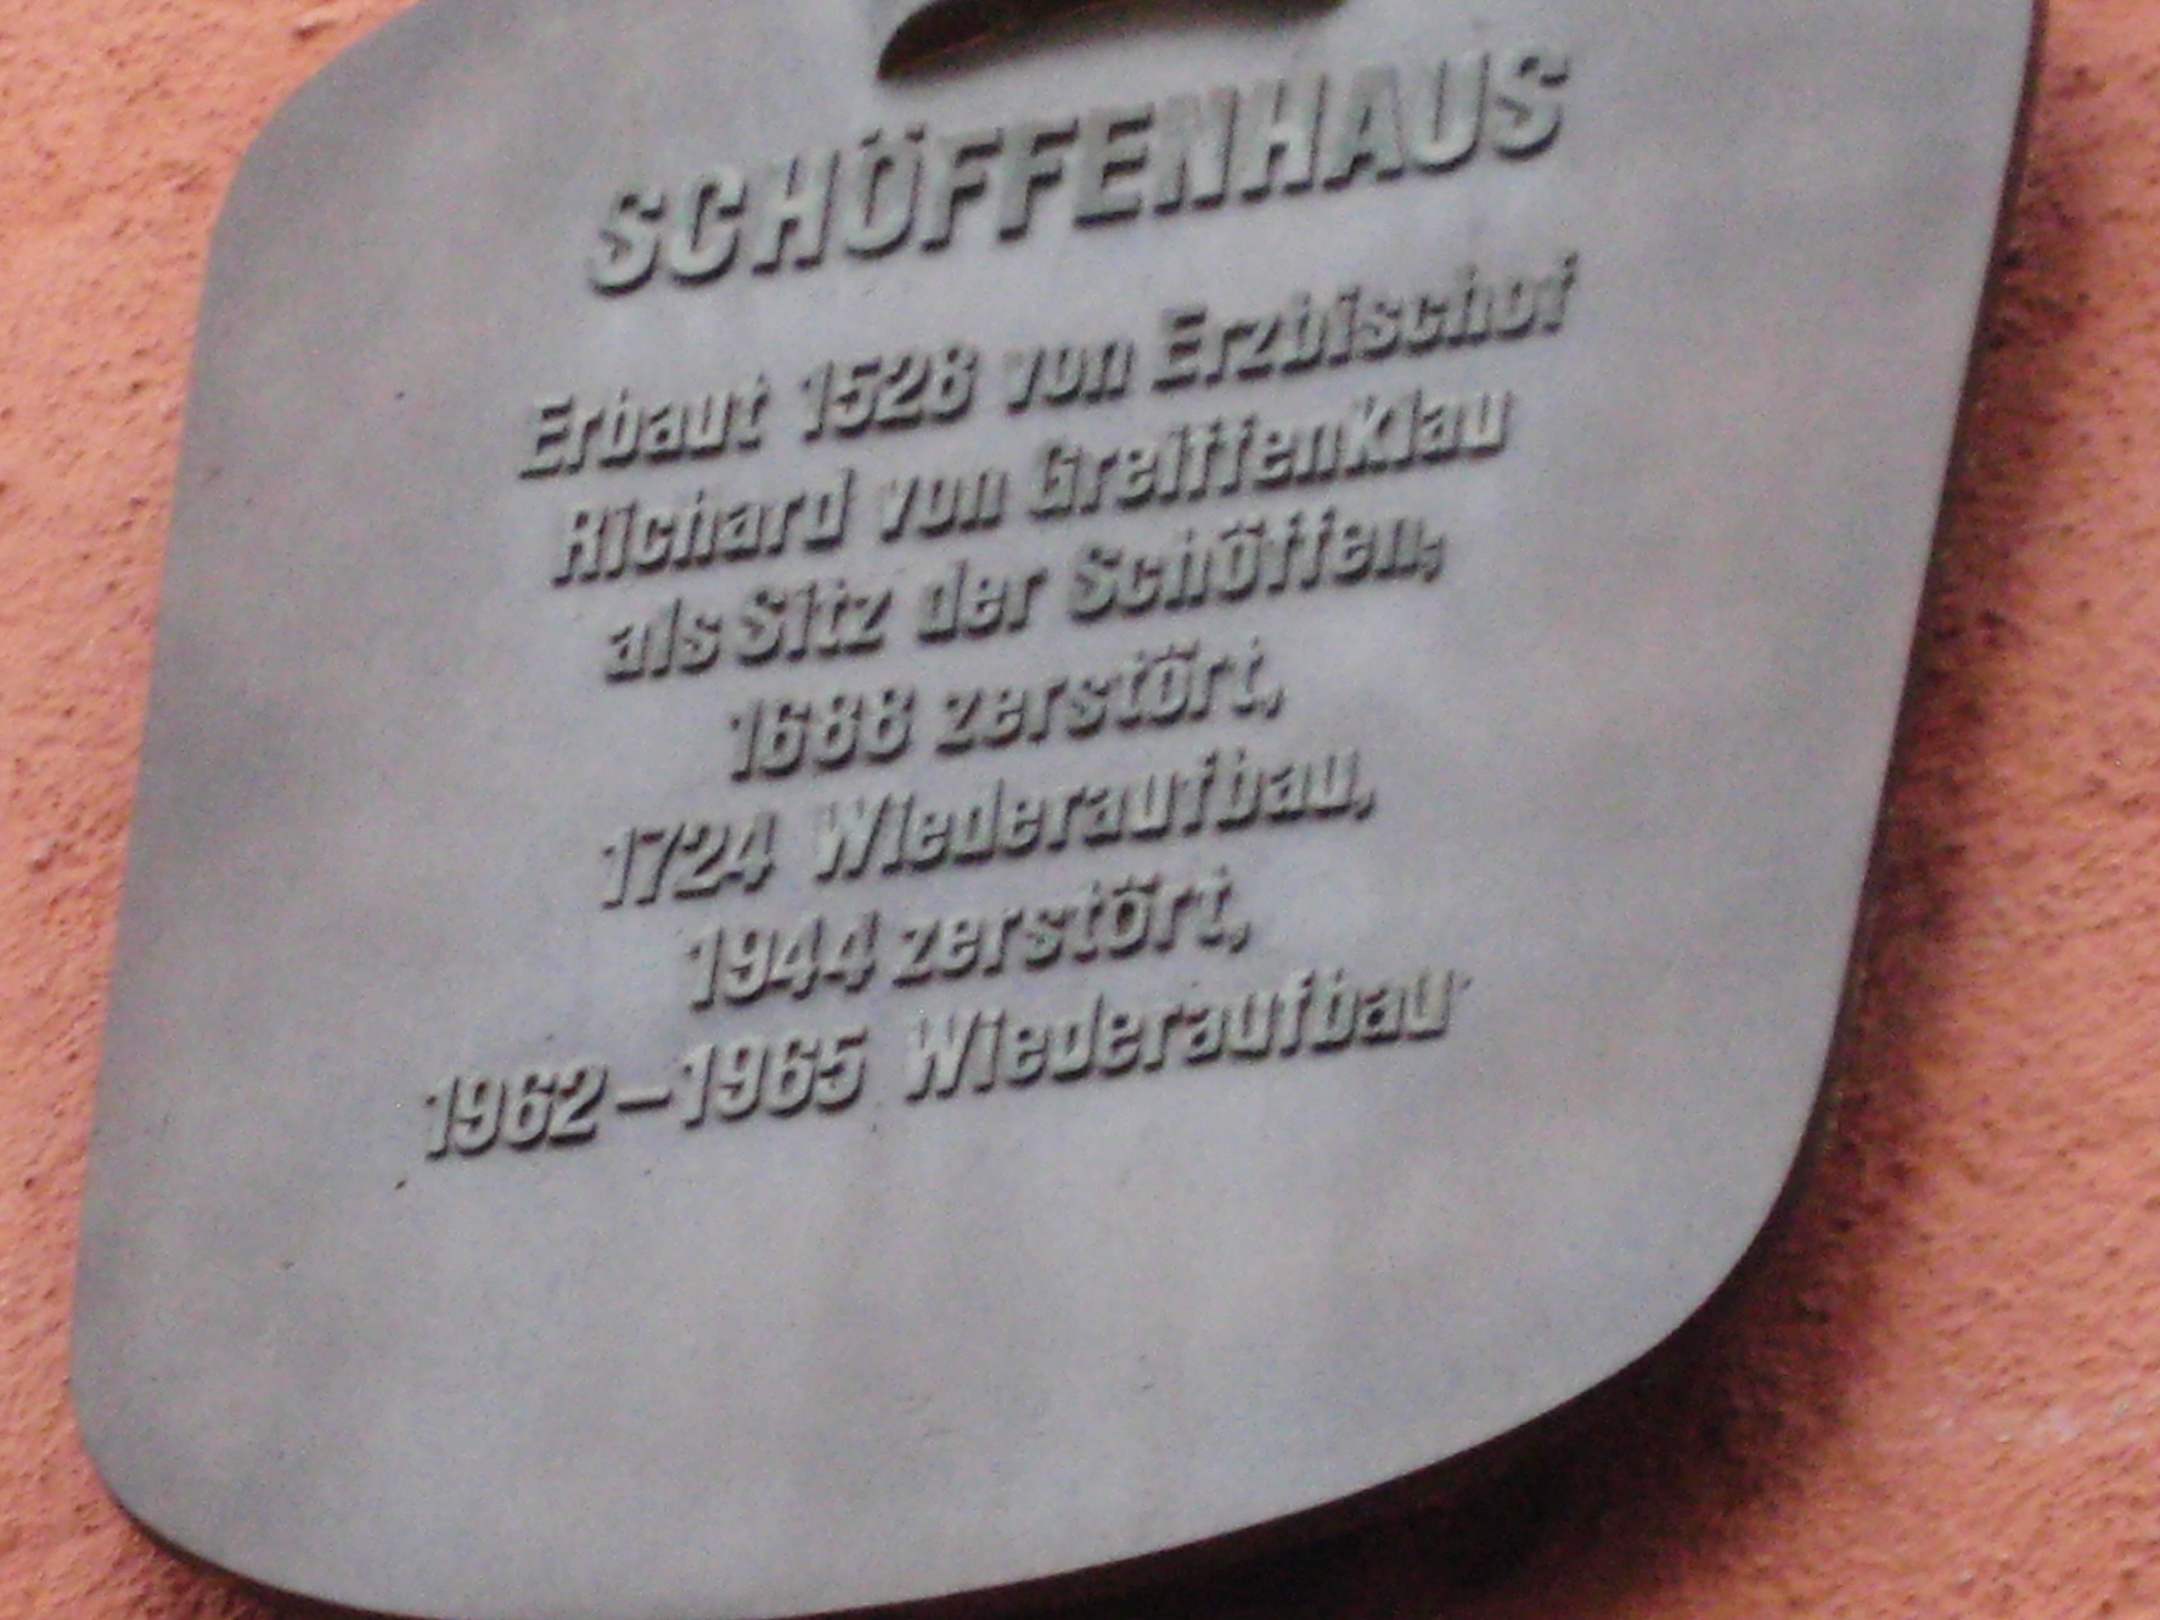 SCHÖFFENHAUS
Erbaut 1528 von Erzbischof
Richard von Greiffenklau
als Sitz der Schöffen,
1688 zerstört,
1724 Wiederaufbau,
1944 zerstört,
1962–1965 Wiederaufbau